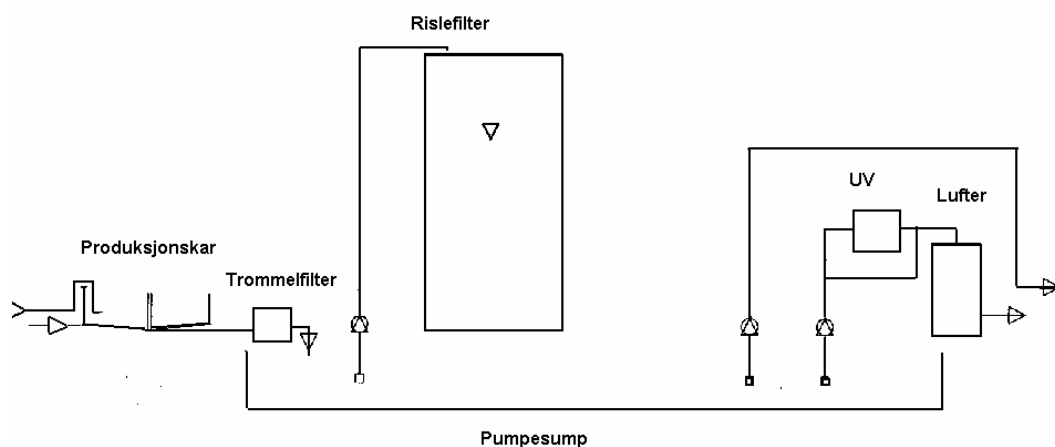 Rislefilter
UV
Lufter
Produksjonskar
Trommelfilter
Pumpesump